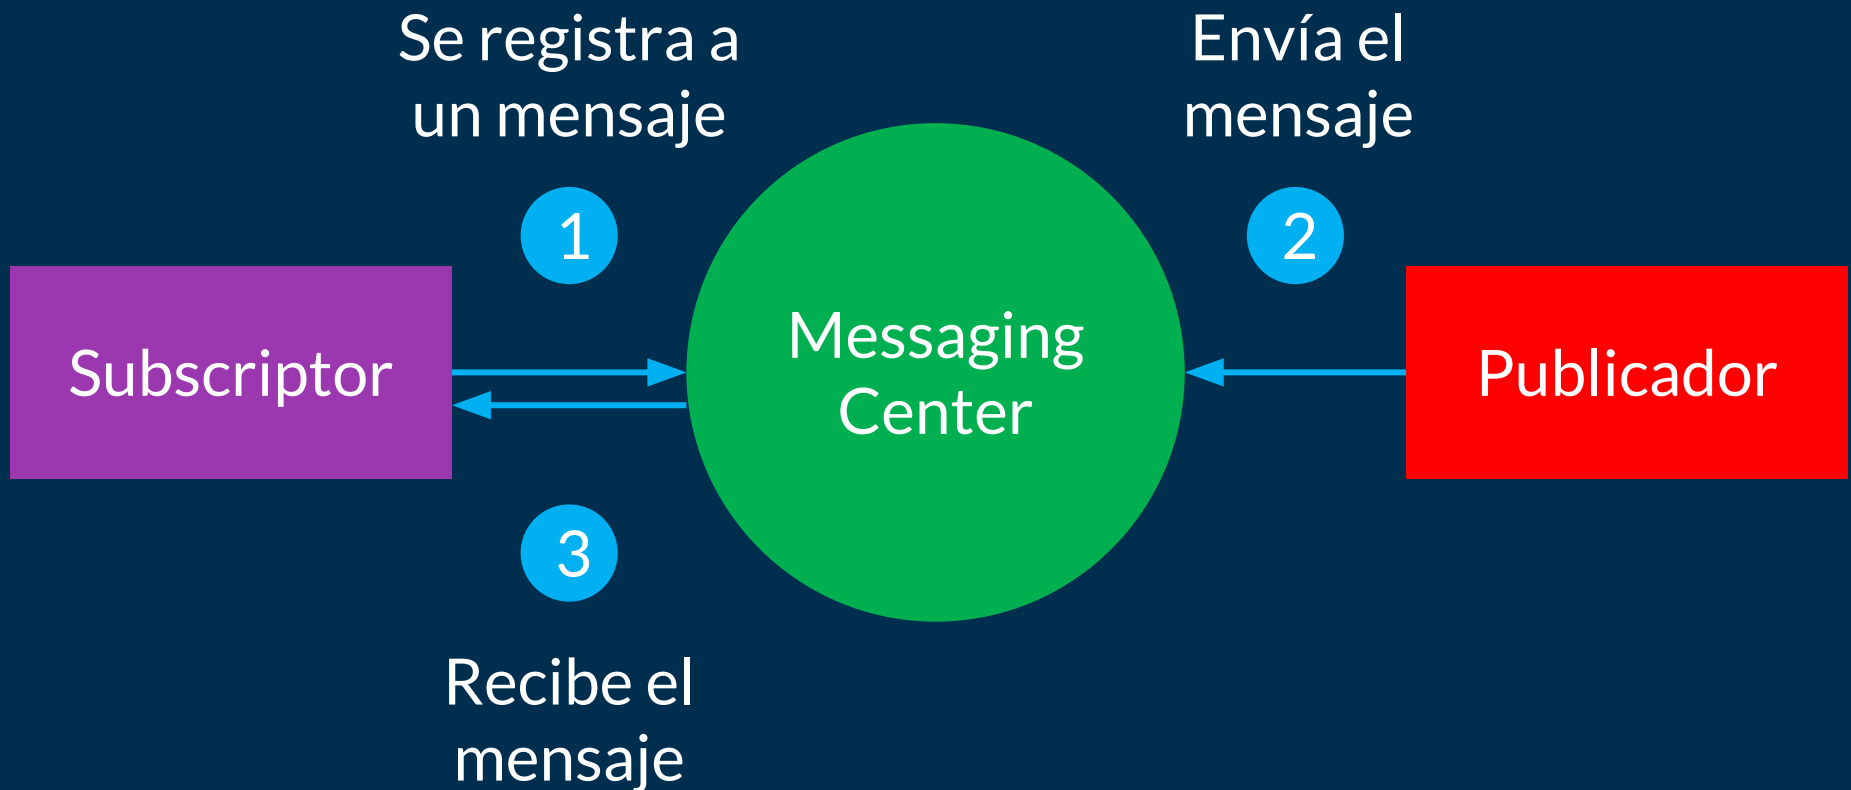 Se registra a
un mensaje
1
Envía el
mensaje
2
Subscriptor
Messaging
Center
Publicador
3
Recibe el
mensaje